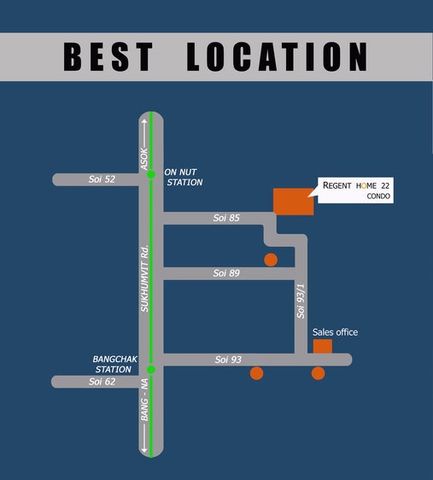 BEST LOCATION
ASOK
ON NUT
STATION
Soi 52
REGENT HOME 22
CONDO
Soi 85
SUKHUMVIT Rd.
Soi 89
Soi 93/1
Sales office
BANGCHAK
STATION
Soi 93
Soi 62
BANG - NA